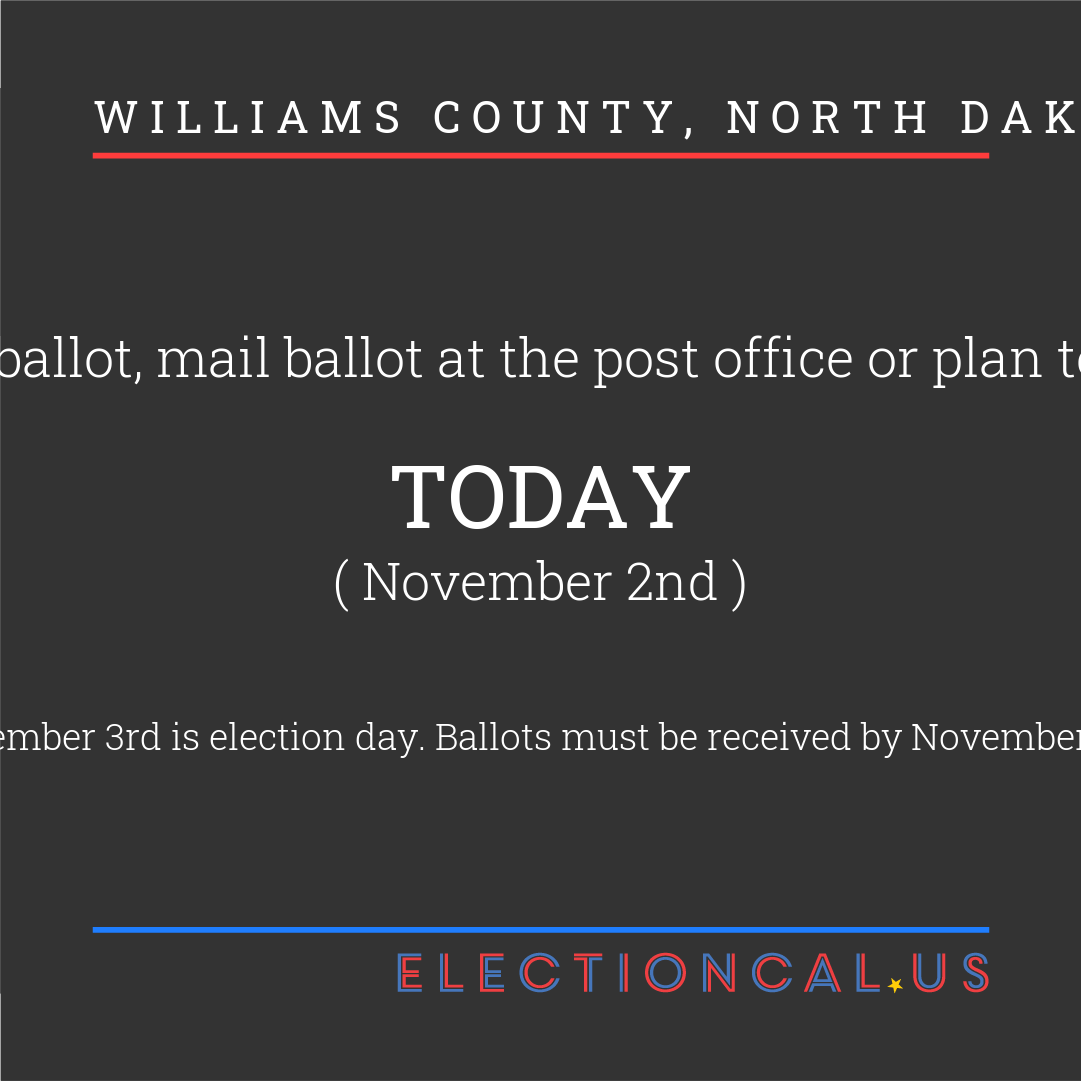 WILLIAMS COUNTY, NORTH DAK
ballot, mail ballot at the post office or plan to
TODAY
( November 2nd )
ember 3rd is election day. Ballots must be received by November
ELECTIONCAL.US